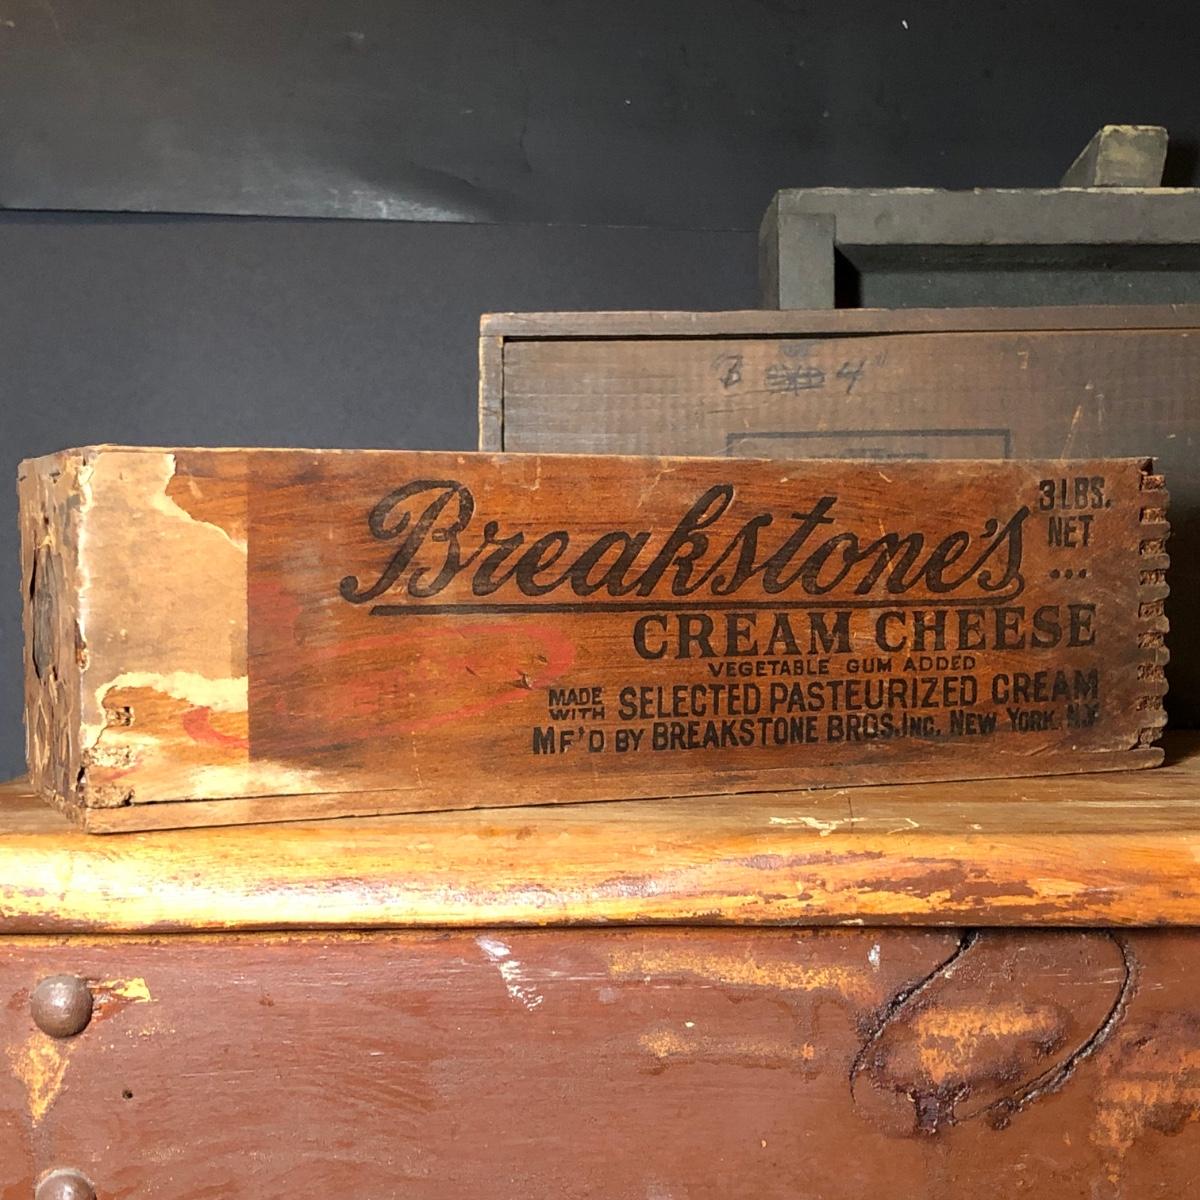 B 4"
Breakstone's
3 LBS.
NET
...
CREAM CHEESE
VEGETABLE GUM ADDED
MADE WITH SELECTED PASTEURIZED CREAM
MF'D BY BREAKSTONE BROS. INC. NEW YORK. N.Y.